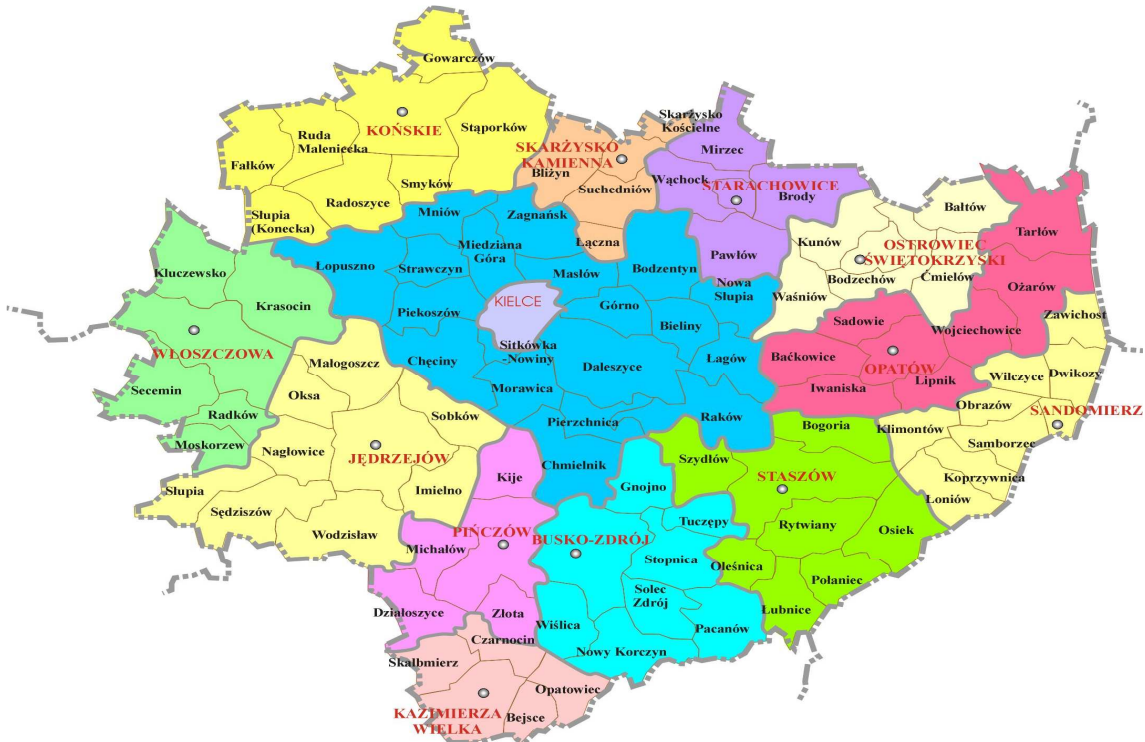 Gowarczów
KOŃSKIE
Stąporków
Ruda
Maleniecka
Fałków
Smyków
Radoszyce
Słupia
(Konecka)
Skarżysko
Kościelne
SKARŻYSKO
KAMIENNA
Bliżyn
Suchedniów
Łączna
Mirzec
Wąchock
STARACHOWICE
Brody
Pawłów
Bałtów
Kunów
OSTROWIEC
ŚWIĘTOKRZYSKI
Bodzechów
Ćmielów
Waśniów
Tarłów
Ożarów
Sadowie
Wojciechowice
Baćkowice
OPATÓW
Iwaniska
Lipnik
Zawichost
Dwikozy
Wilczyce
Obrazów
SANDOMIERZ
Klimontów
Samborzec
Koprzywnica
Łoniów
Mniów
Zagnańsk
Miedziana
Góra
Strawczyn
Łopuszno
Masłów
Bodzentyn
Nowa
Słupia
KIELCE
Górno
Piekoszów
Bieliny
Sitkówka
-Nowiny
Chęciny
Daleszyce
Łagów
Morawica
Pierzchnica
Raków
Chmielnik
Kluczewsko
Krasocin
WŁOSZCZOWA
Secemin
Radków
Moskorzew
Małogoszcz
Oksa
Sobków
Nagłowice
JĘDRZEJÓW
Imielno
Słupia
Sędziszów
Wodzisław
Kije
PIŃCZÓW
Michałów
Działoszyce
Złota
Gnojno
Tuczępy
BUSKO-ZDRÓJ
Stopnica
Solec
Zdrój
Wiślica
Pacanów
Nowy Korczyn
Bogoria
Szydłów
STASZÓW
Rytwiany
Osiek
Oleśnica
Połaniec
Łubnice
Czarnocin
Skalbmierz
Opatowiec
KAZIMIERZA
WIELKA
Bejsce